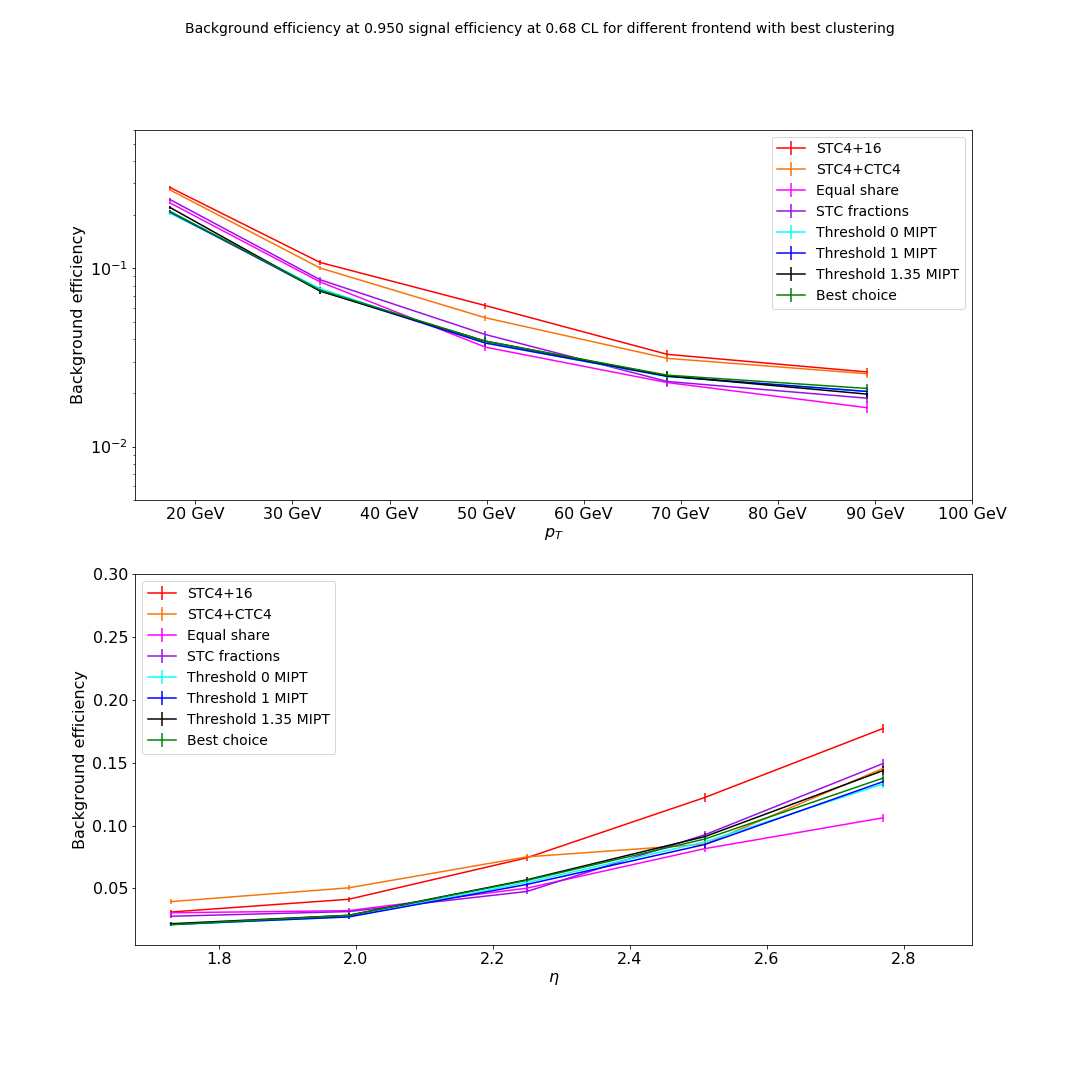 Background efficiency at 0.950 signal efficiency at 0.68 CL for different frontend with best clustering
Background efficiency
10⁻¹
10⁻²
STC4+16
STC4+CTC4
Equal share
STC fractions
Threshold 0 MIPT
Threshold 1 MIPT
Threshold 1.35 MIPT
Best choice
20 GeV 30 GeV 40 GeV 50 GeV 60 GeV 70 GeV 80 GeV 90 GeV 100 GeV
p_T
Background efficiency
0.30
0.25
0.20
0.15
0.10
0.05
STC4+16
STC4+CTC4
Equal share
STC fractions
Threshold 0 MIPT
Threshold 1 MIPT
Threshold 1.35 MIPT
Best choice
1.8 2.0 2.2 2.4 2.6 2.8
η